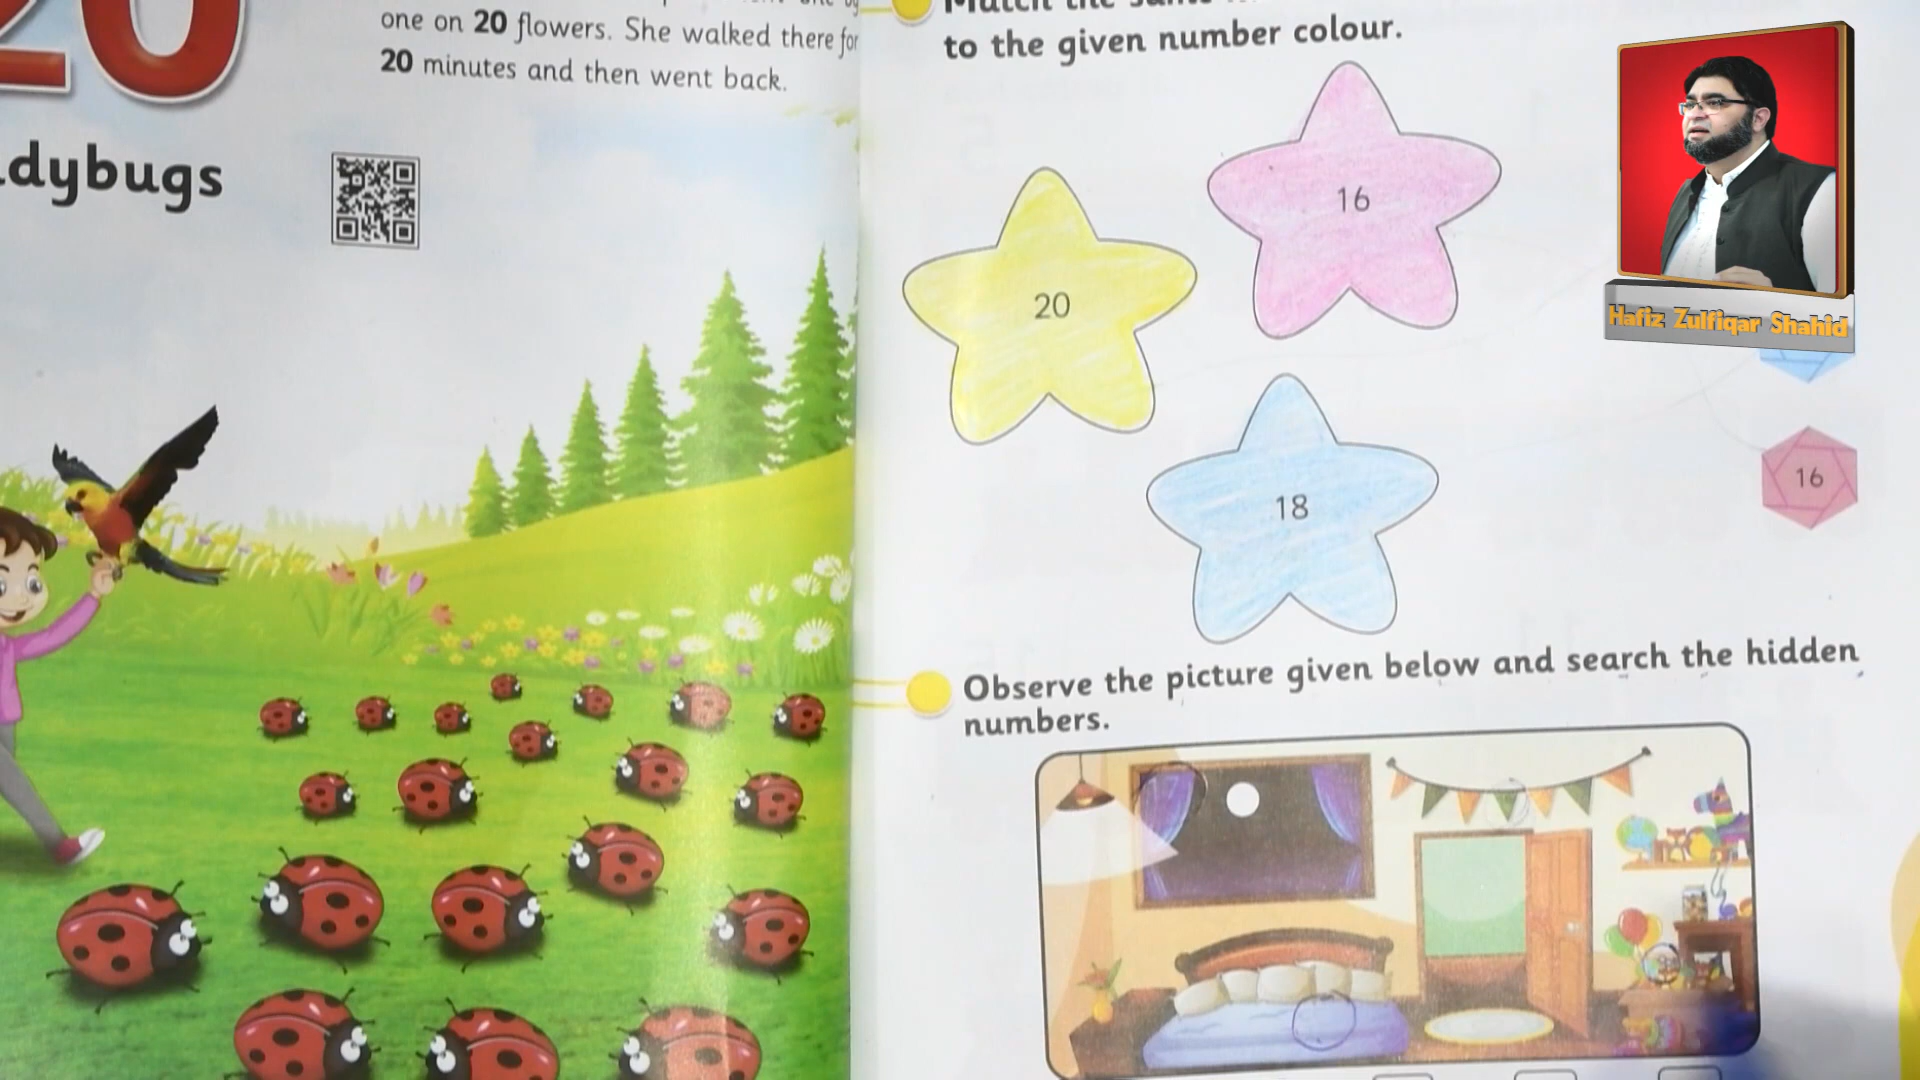 20
dybugs
one on 20 flowers. She walked there for
20 minutes and then went back.
to the given number colour.
16
20
18
16
Observe the picture given below and search the hidden
numbers.
Hafiz Zulfiqar Shahid